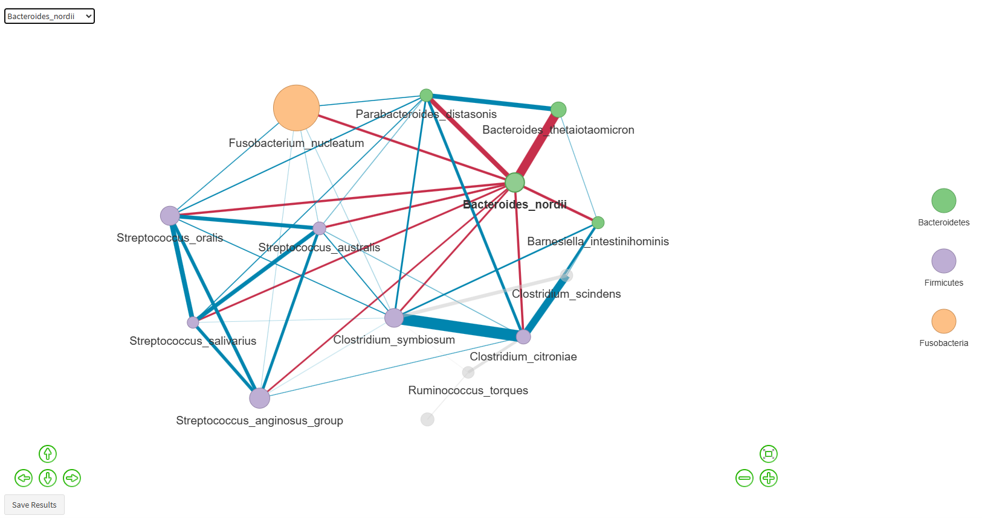 Bacteroides_nordii
Parabacteroides_distasonis
Bacteroides_thetaiotaomicron
Fusobacterium_nucleatum
Bacteroides_nordii
Bacteroidetes
Streptococcus_oralis
Streptococcus_australis
Barnesiella_intestinihominis
Firmicutes
Clostridium_scindens
Streptococcus_salivarius
Clostridium_symbiosum
Fusobacteria
Clostridium_citroniae
Ruminococcus_torques
Streptococcus_anginosus_group
Save Results